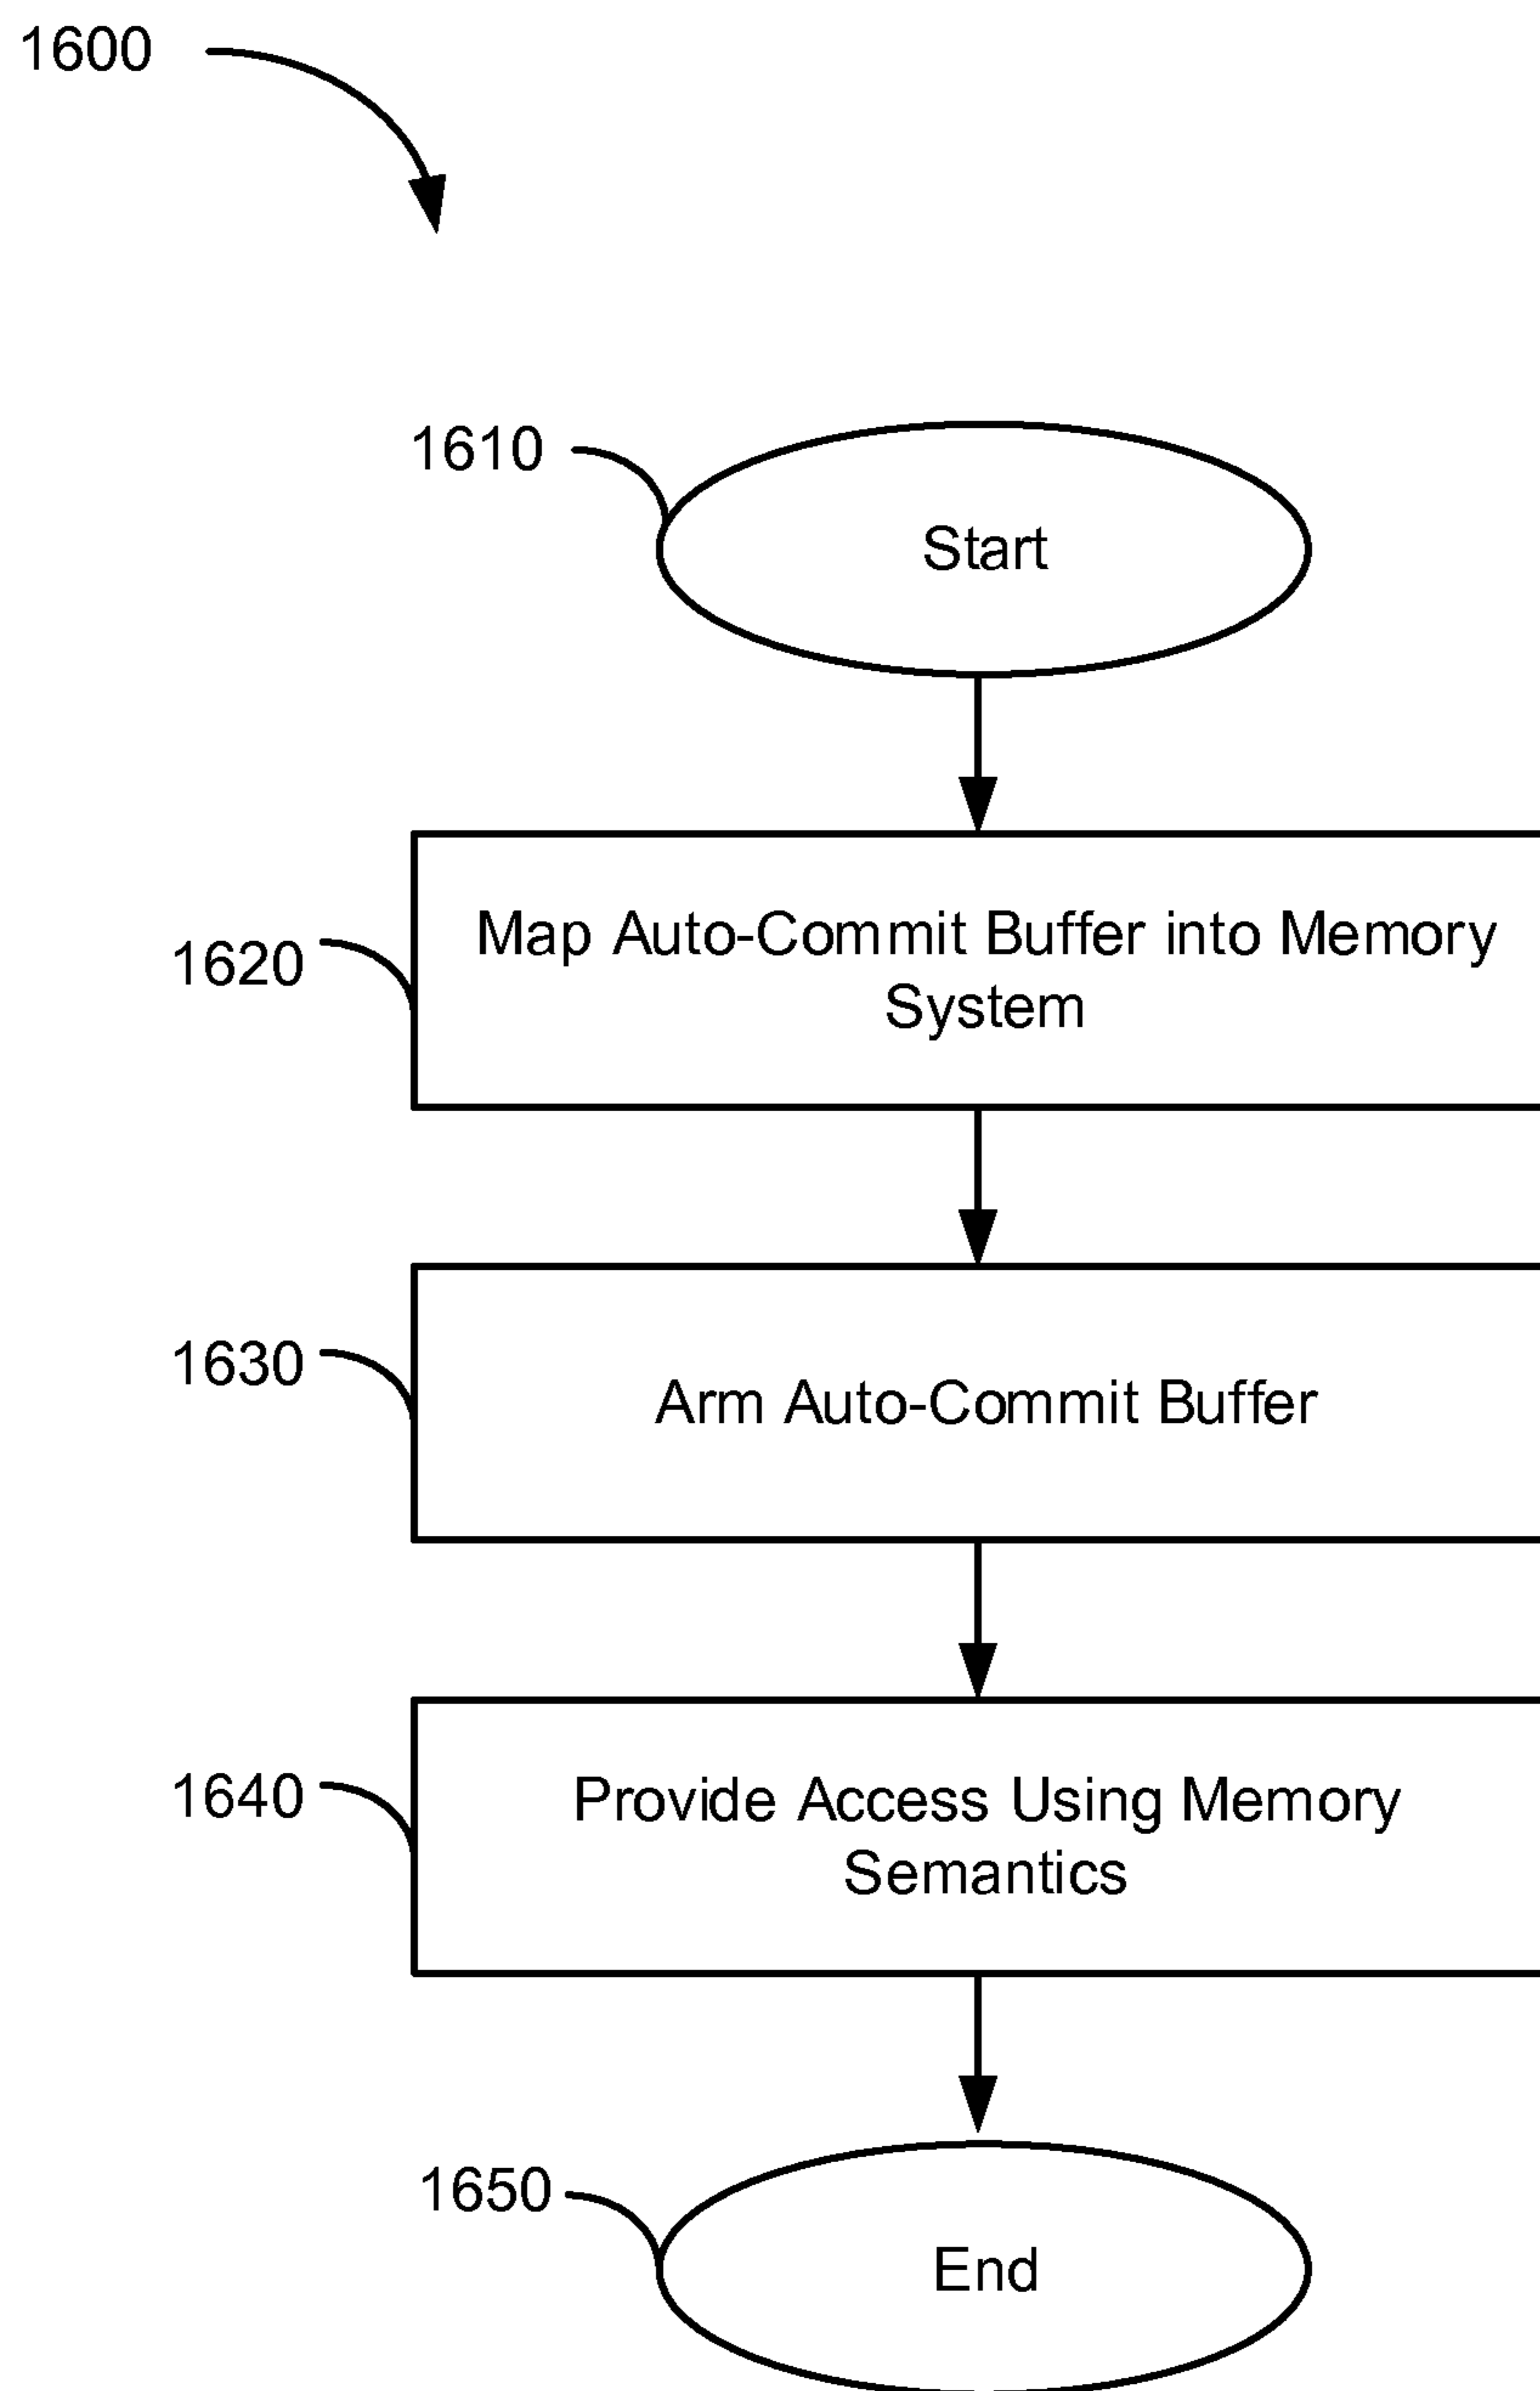 1600
1610
Start
1620
Map Auto-Commit Buffer into Memory
System
1630
Arm Auto-Commit Buffer
1640
Provide Access Using Memory
Semantics
1650
End